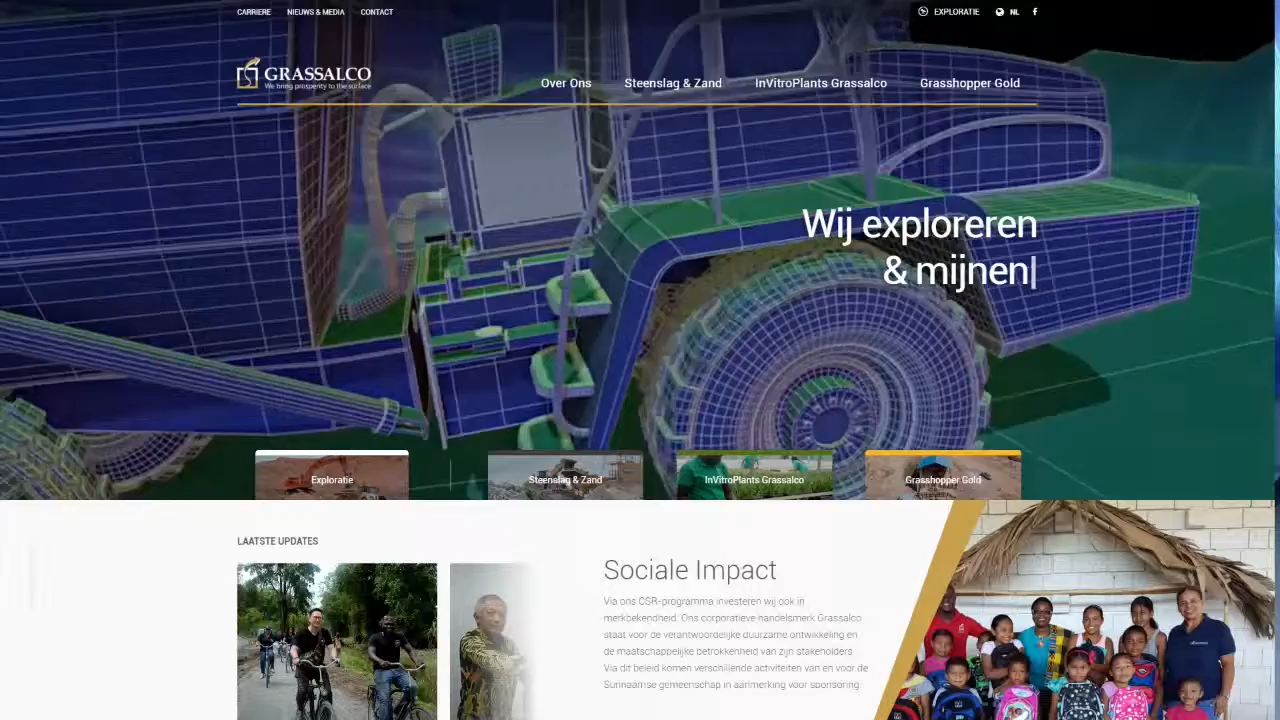 CARRIERE NIEUWS & MEDIA CONTACT
EXPLORATIE NL
GRASSALCO
We bring prosperity to the surface
Over Ons Steenslag & Zand InVitroPlants Grassalco Grasshopper Gold
Wij exploreren
& mijnen
Exploratie
Steenslag & Zand
InVitroPlants Grassalco
Grasshopper Gold
LAATSTE UPDATES
Sociale Impact
Via ons CSR-programma investeren wij ook in
merkbekendheid. Ons corporatieve handelsmerk Grassalco
staat voor de verantwoordelijke duurzame ontwikkeling en
de maatschappelijke betrokkenheid van zijn stakeholders.
Via dit beleid komen verschillende activiteiten van en voor de
Surinaamse gemeenschap in aanmerking voor sponsoring.